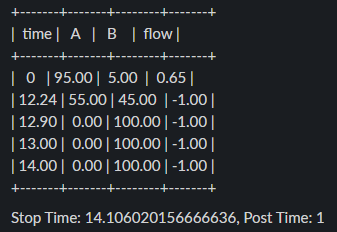 +-------+-------+--------+-------+
| time | A | B | flow |
+-------+-------+--------+-------+
| 0 | 95.00 | 5.00 | 0.65 |
| 12.24 | 55.00 | 45.00 | -1.00 |
| 12.90 | 0.00 | 100.00 | -1.00 |
| 13.00 | 0.00 | 100.00 | -1.00 |
| 14.00 | 0.00 | 100.00 | -1.00 |
+-------+-------+--------+-------+
Stop Time: 14.106020156666636, Post Time: 1